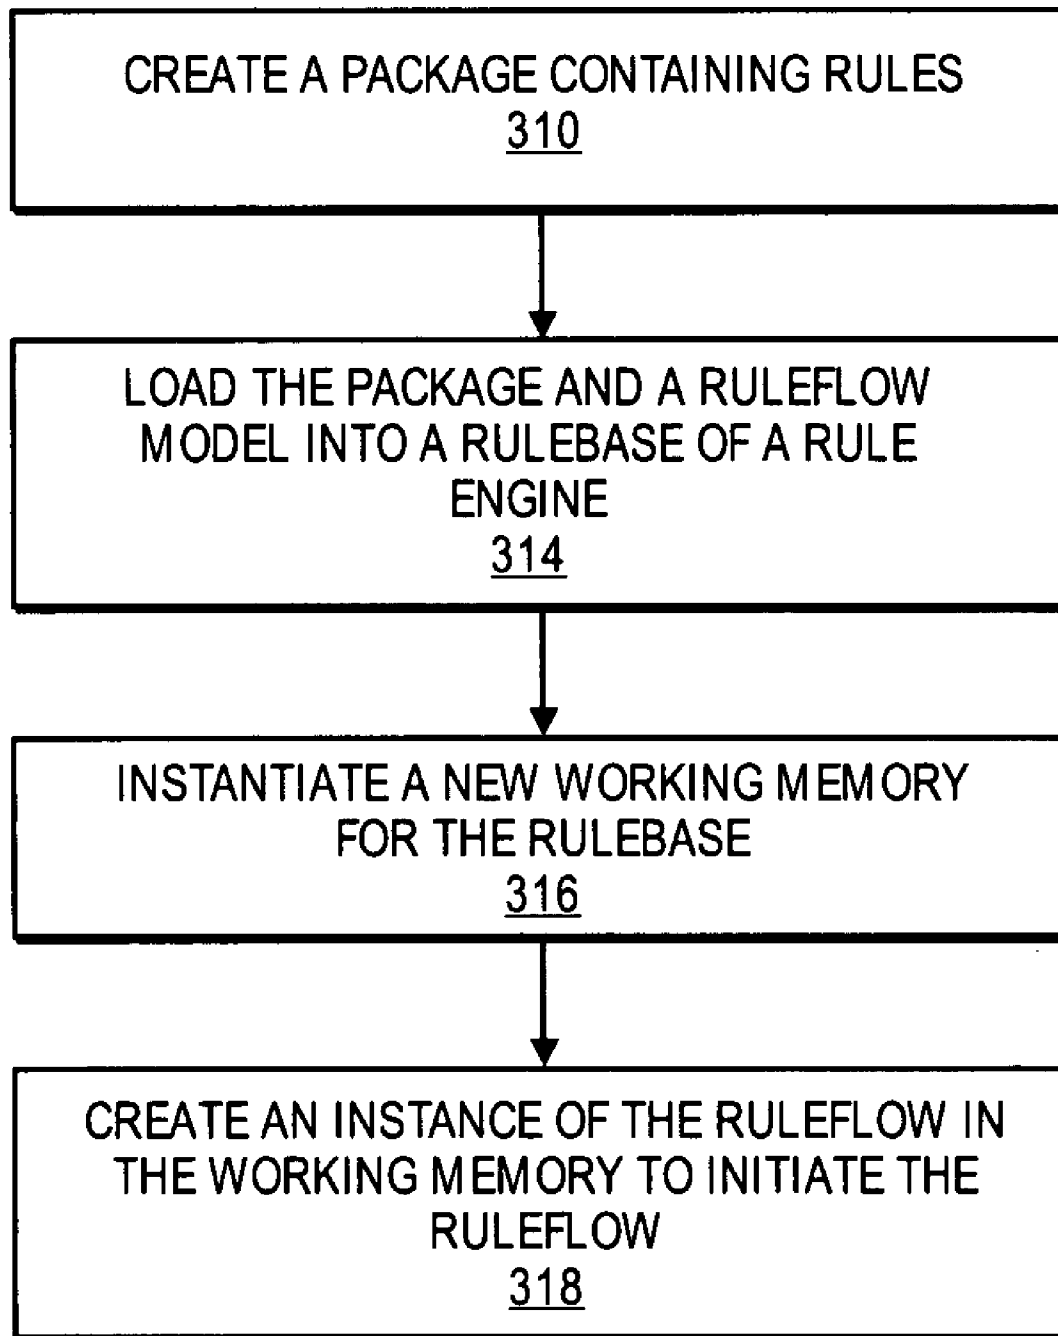 CREATE A PACKAGE CONTAINING RULES
310
LOAD THE PACKAGE AND A RULEFLOW
MODEL INTO A RULEBASE OF A RULE
ENGINE
314
INSTANTIATE A NEW WORKING MEMORY
FOR THE RULEBASE
316
CREATE AN INSTANCE OF THE RULEFLOW IN
THE WORKING MEMORY TO INITIATE THE
RULEFLOW
318